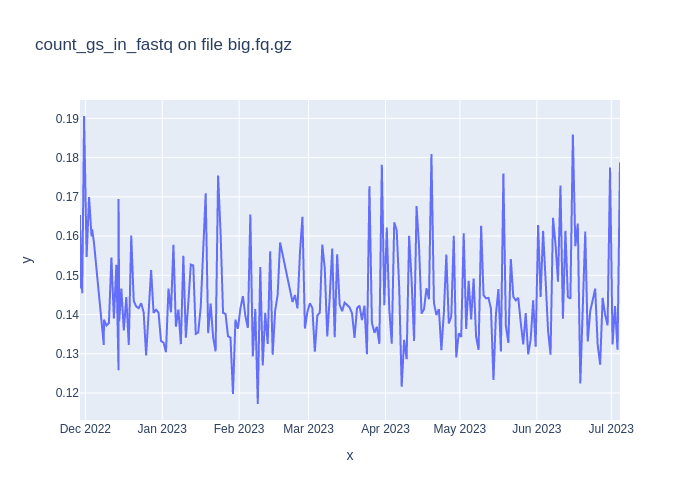 count_gs_in_fastq on file big.fq.gz
0.19
0.18
0.17
0.16
0.15
0.14
0.13
0.12
y
Dec 2022 Jan 2023 Feb 2023 Mar 2023 Apr 2023 May 2023 Jun 2023 Jul 2023
x